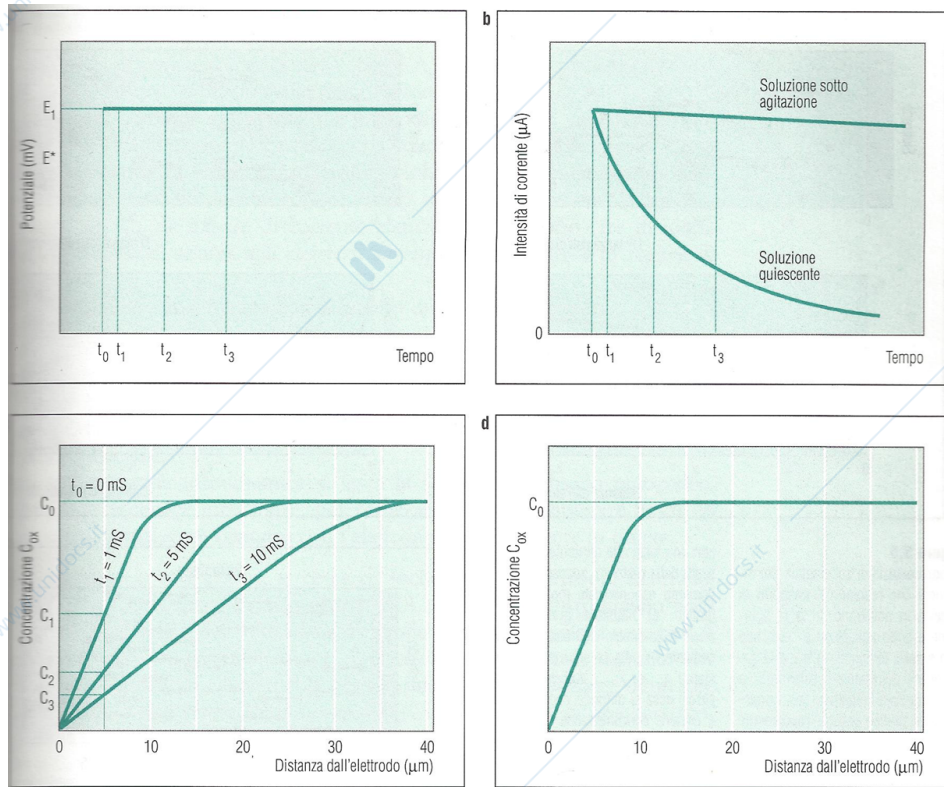 b
E1
E*
Potenziale (mV)
t0 t1 t2 t3 Tempo
Soluzione sotto
agitazione
Soluzione
quiescente
Intensità di corrente (µA)
0
t0 t1 t2 t3 Tempo
t0 = 0 mS
C0
t1 = 1 mS
t2 = 5 mS
t3 = 10 mS
C1
C2
C3
Concentrazione Cox
0 10 20 30 40
Distanza dall'elettrodo (µm)
d
C0
Concentrazione Cox
0 10 20 30 40
Distanza dall'elettrodo (µm)
www.unidocs.it
www.unidocs.it